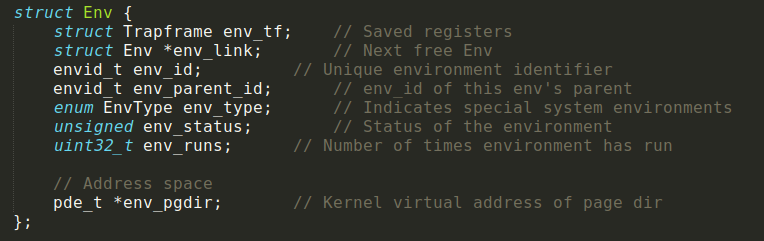 struct Env {
    struct Trapframe env_tf;    // Saved registers
    struct Env *env_link;       // Next free Env
    envid_t env_id;         // Unique environment identifier
    envid_t env_parent_id;      // env_id of this env's parent
    enum EnvType env_type;      // Indicates special system environments
    unsigned env_status;        // Status of the environment
    uint32_t env_runs;      // Number of times environment has run

    // Address space
    pde_t *env_pgdir;       // Kernel virtual address of page dir
};